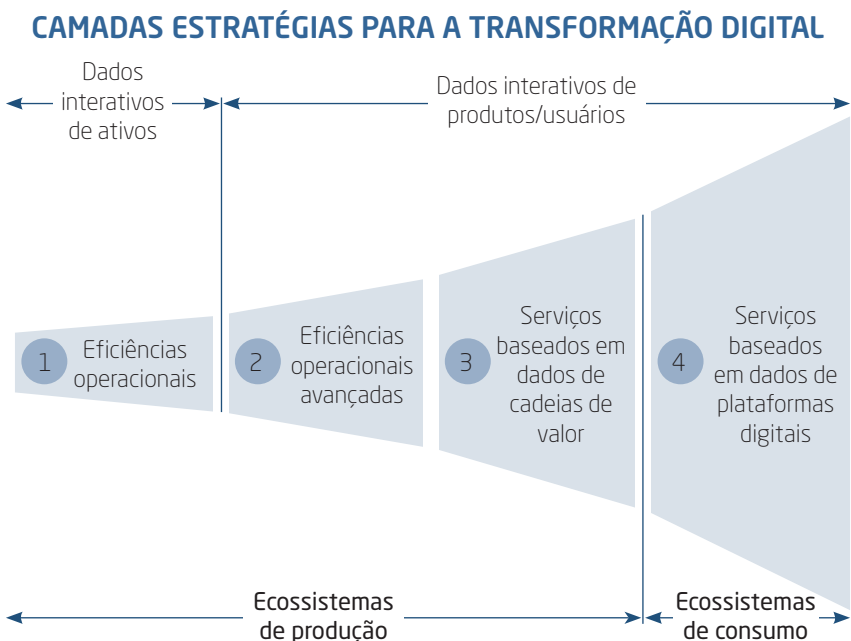 CAMADAS ESTRATÉGIAS PARA A TRANSFORMAÇÃO DIGITAL
Dados
interativos
de ativos
Dados interativos de
produtos/usuários
1
Eficiências
operacionais
2
Eficiências
operacionais
avançadas
3
Serviços
baseados em
dados de
cadeias de
valor
4
Serviços
baseados
em dados de
plataformas
digitais
Ecossistemas
de produção
Ecossistemas
de consumo